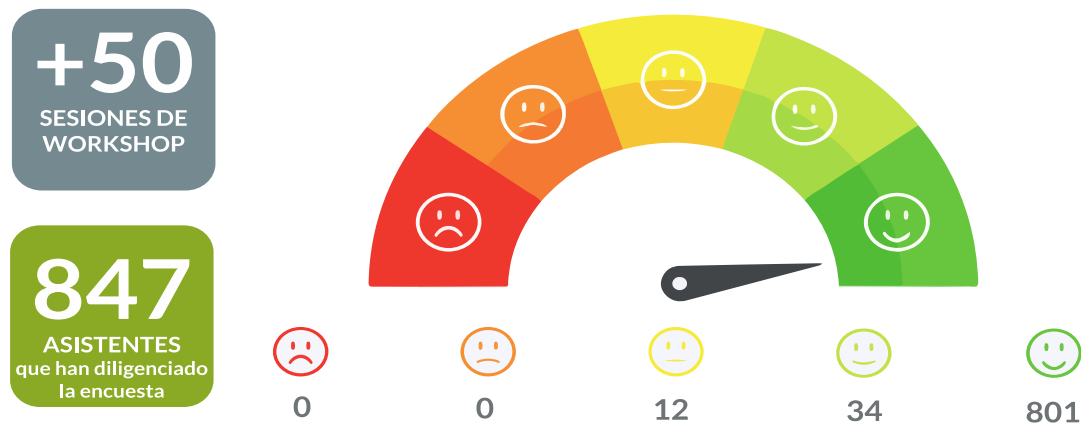 +50
SESIONES DE
WORKSHOP
847
ASISTENTES
que han diligenciado
la encuesta
0
0
12
34
801